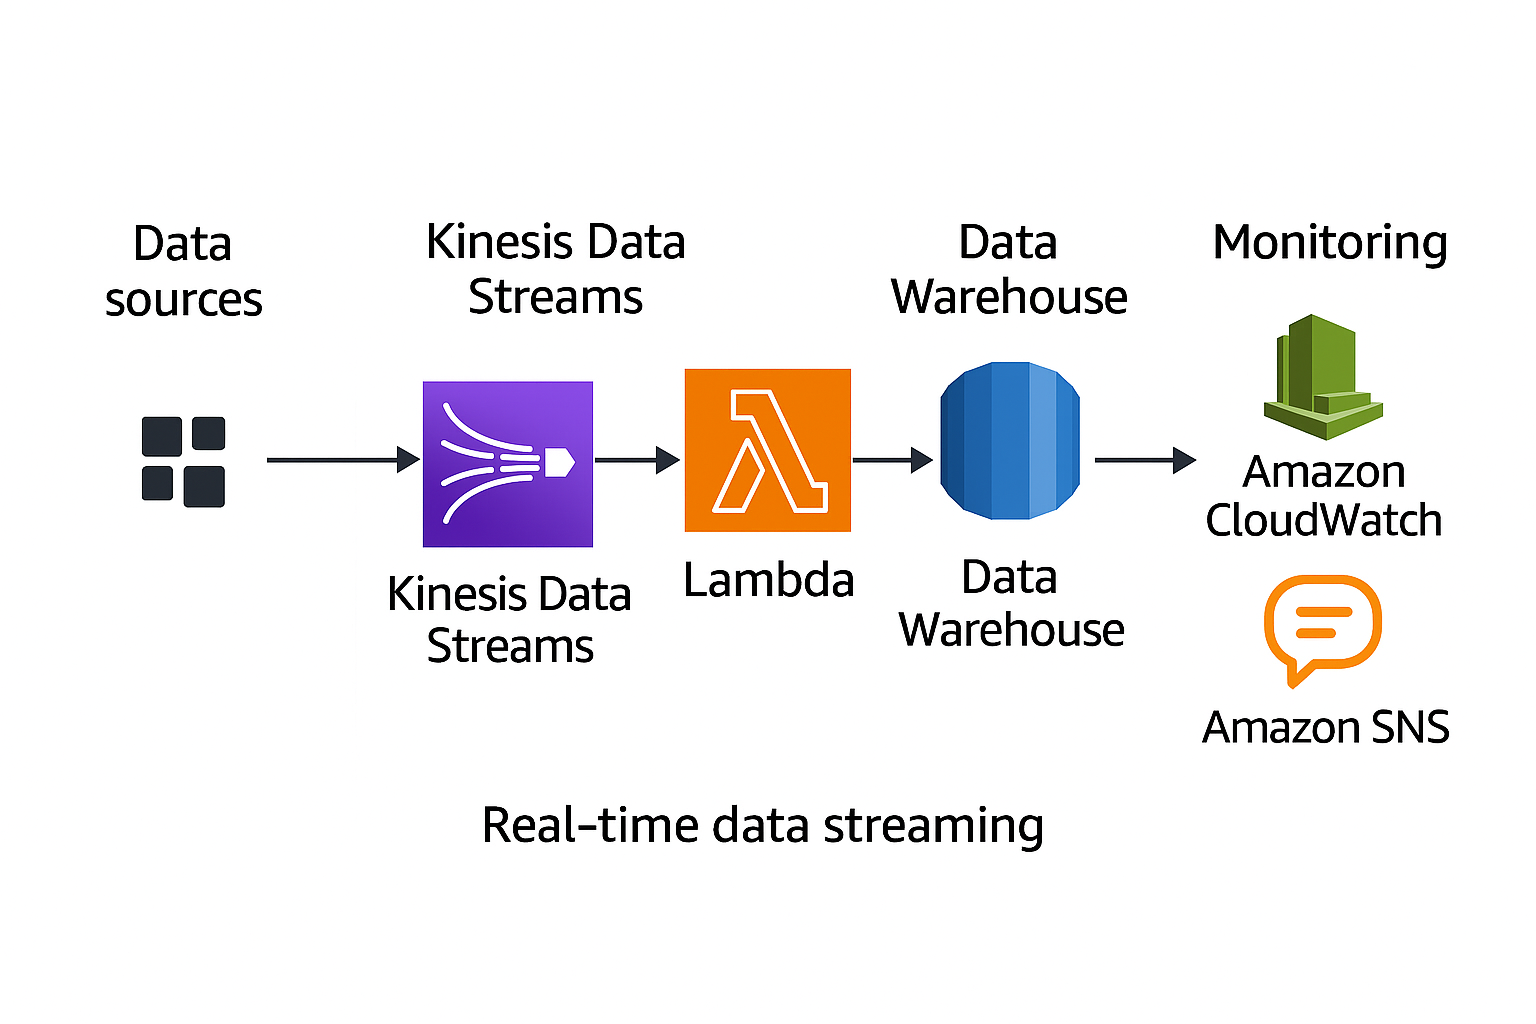 Data
sources
Kinesis Data
Streams
Data
Warehouse
Monitoring
Kinesis Data
Streams
Lambda
Data
Warehouse
Amazon
CloudWatch
Amazon SNS
Real-time data streaming